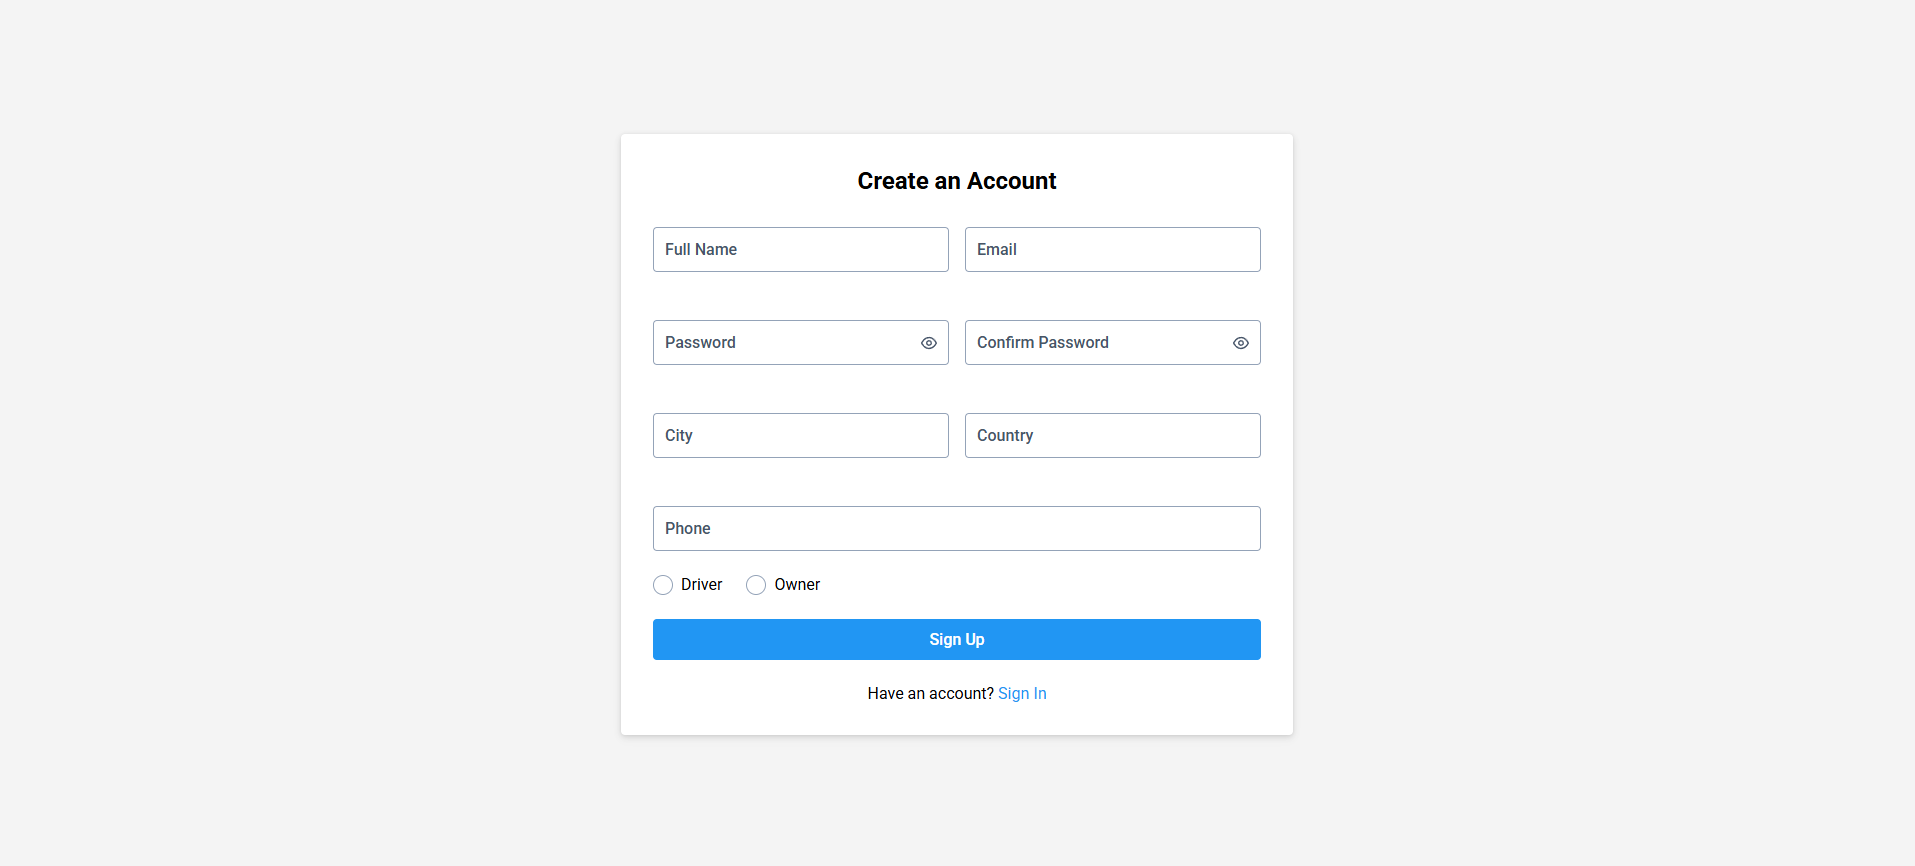 Create an Account
Full Name
Email
Password
Confirm Password
City
Country
Phone
Driver
Owner
Sign Up
Have an account? Sign In